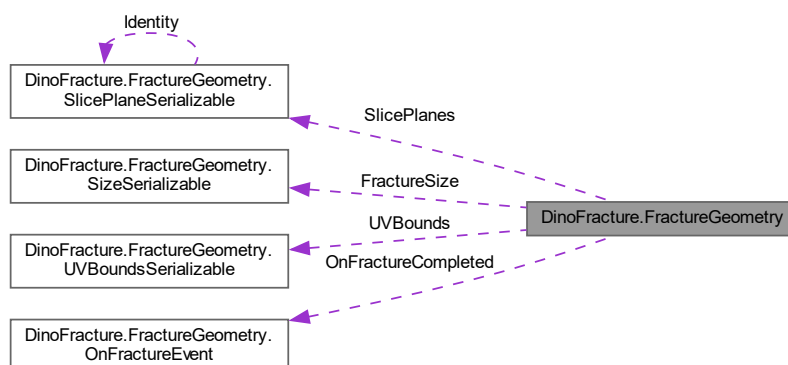 Identity
DinoFracture.FractureGeometry.
SlicePlaneSerializable
SlicePlanes
DinoFracture.FractureGeometry.
SizeSerializable
FractureSize
DinoFracture.FractureGeometry
UVBounds
DinoFracture.FractureGeometry.
UVBoundsSerializable
OnFractureCompleted
DinoFracture.FractureGeometry.
OnFractureEvent